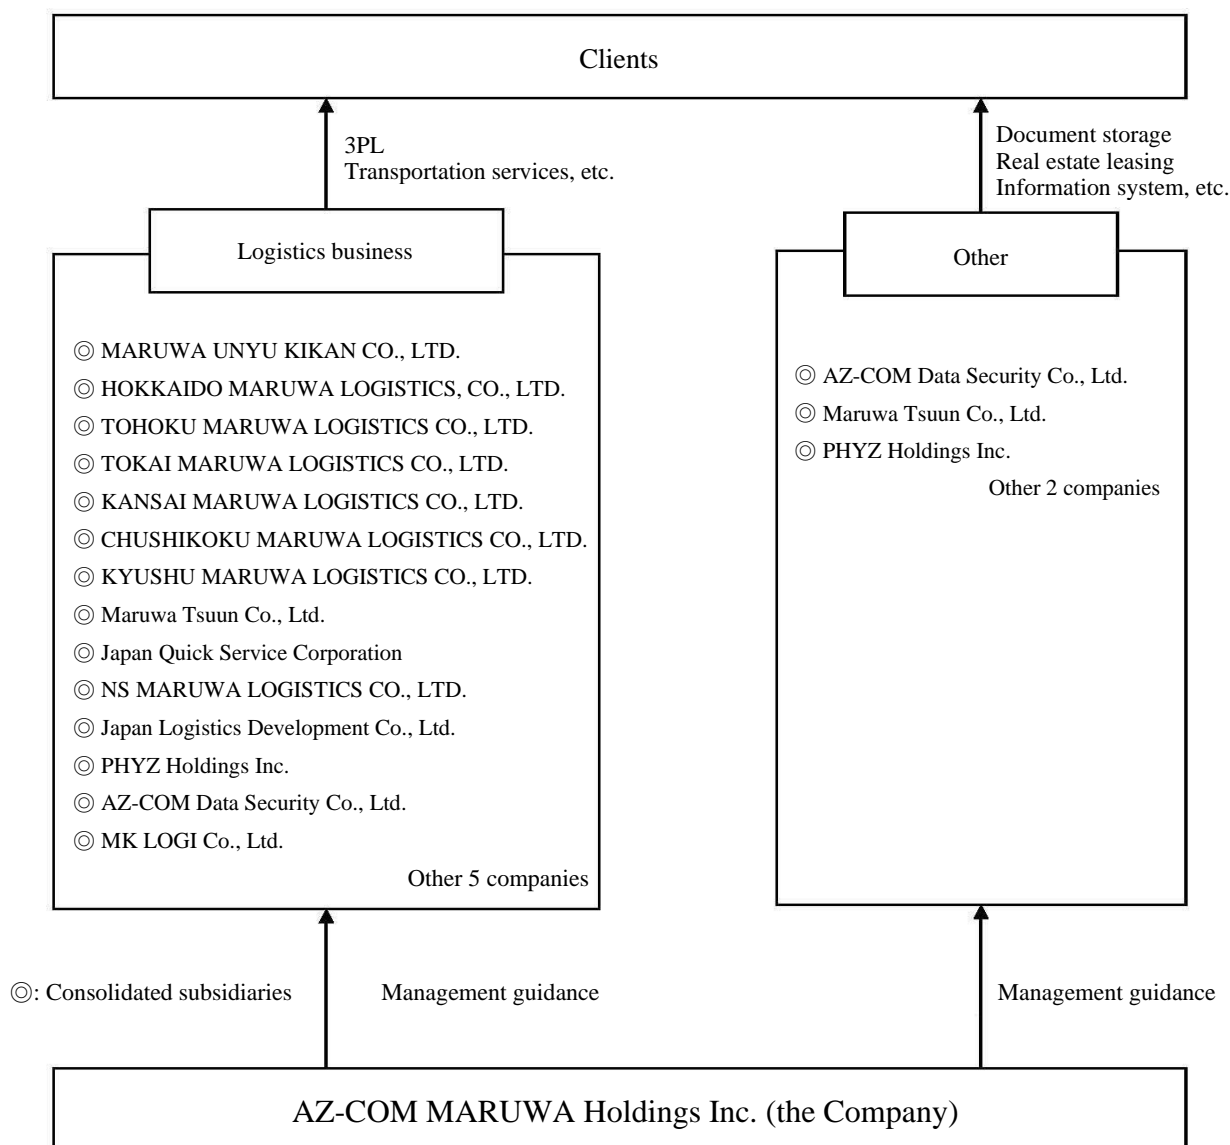 Clients
3PL
Transportation services, etc.
Document storage
Real estate leasing
Information system, etc.
Logistics business
◎ MARUWA UNYU KIKAN CO., LTD.
◎ HOKKAIDO MARUWA LOGISTICS, CO., LTD.
◎ TOHOKU MARUWA LOGISTICS CO., LTD.
◎ TOKAI MARUWA LOGISTICS CO., LTD.
◎ KANSAI MARUWA LOGISTICS CO., LTD.
◎ CHUSHIKOKU MARUWA LOGISTICS CO., LTD.
◎ KYUSHU MARUWA LOGISTICS CO., LTD.
◎ Maruwa Tsuun Co., Ltd.
◎ Japan Quick Service Corporation
◎ NS MARUWA LOGISTICS CO., LTD.
◎ Japan Logistics Development Co., Ltd.
◎ PHYZ Holdings Inc.
◎ AZ-COM Data Security Co., Ltd.
◎ MK LOGI Co., Ltd.
Other 5 companies
Other
◎ AZ-COM Data Security Co., Ltd.
◎ Maruwa Tsuun Co., Ltd.
◎ PHYZ Holdings Inc.
Other 2 companies
◎: Consolidated subsidiaries
Management guidance
Management guidance
AZ-COM MARUWA Holdings Inc. (the Company)